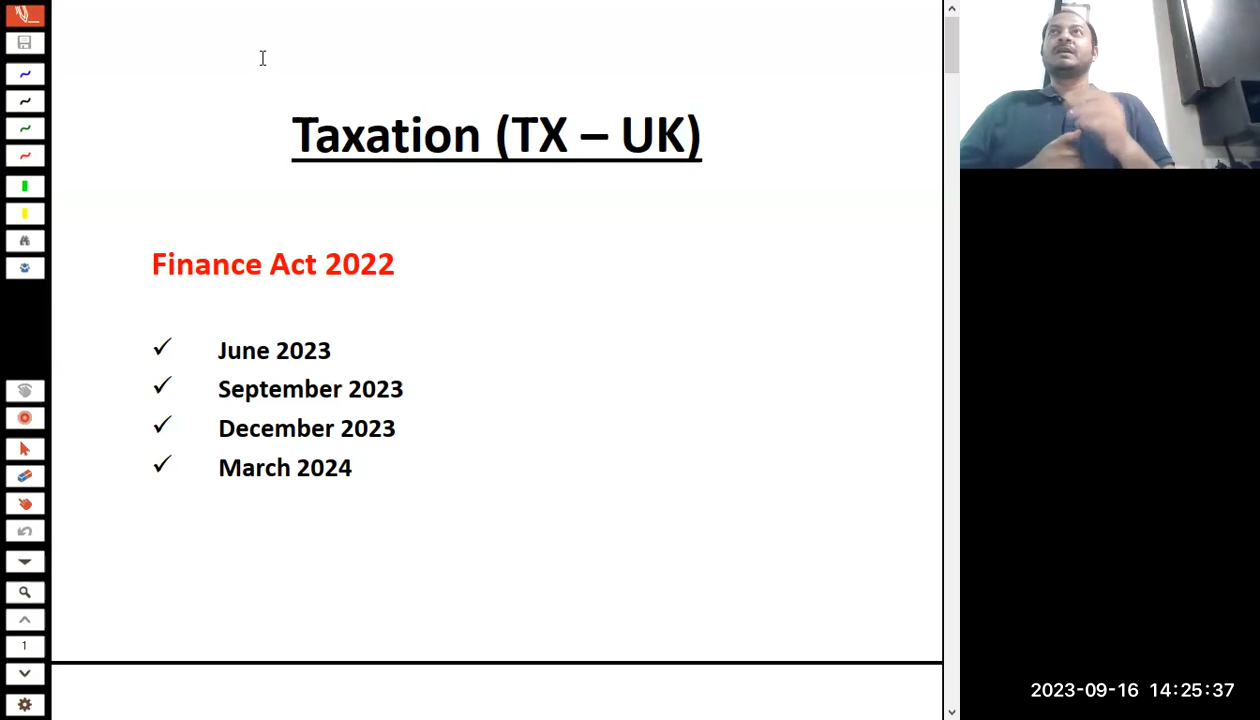 Taxation (TX – UK)
Finance Act 2022
✓ June 2023
✓ September 2023
✓ December 2023
✓ March 2024
1
2023-09-16 14:25:37